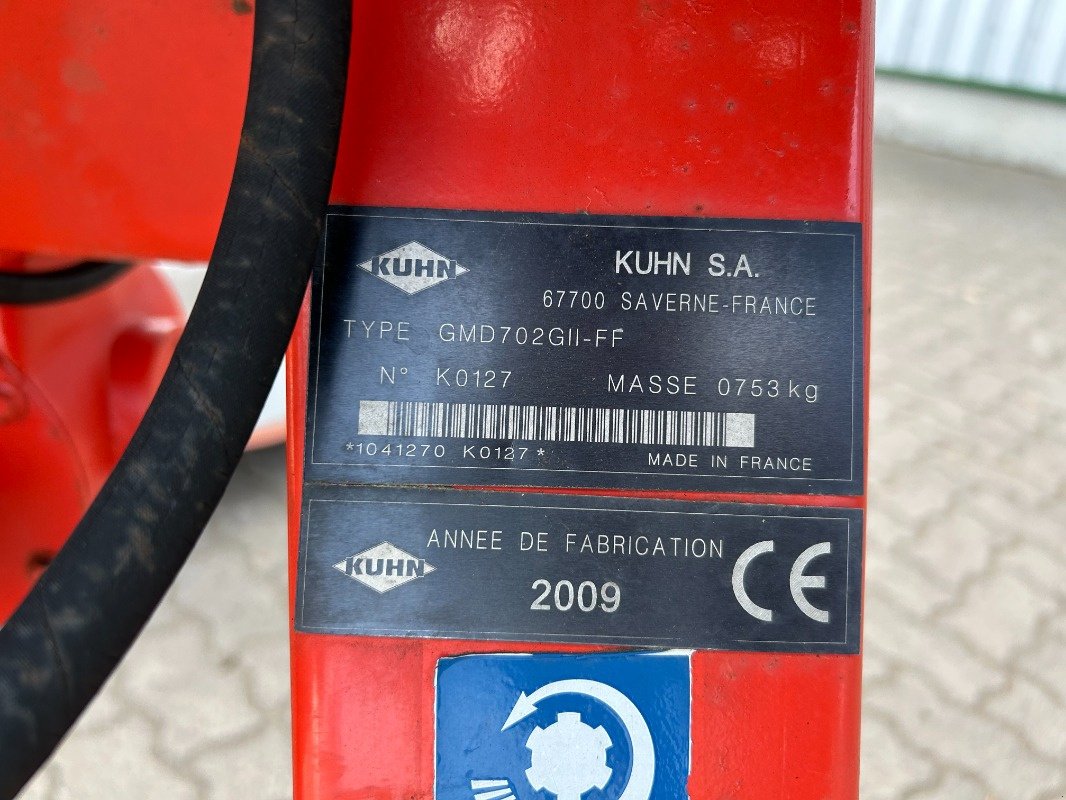 KUHN
KUHN S.A.
67700 SAVERNE-FRANCE
TYPE GMD702GII-FF
N° K0127 MASSE 0753 kg
*1041270 K0127*
MADE IN FRANCE
KUHN
ANNEE DE FABRICATION
2009
CE